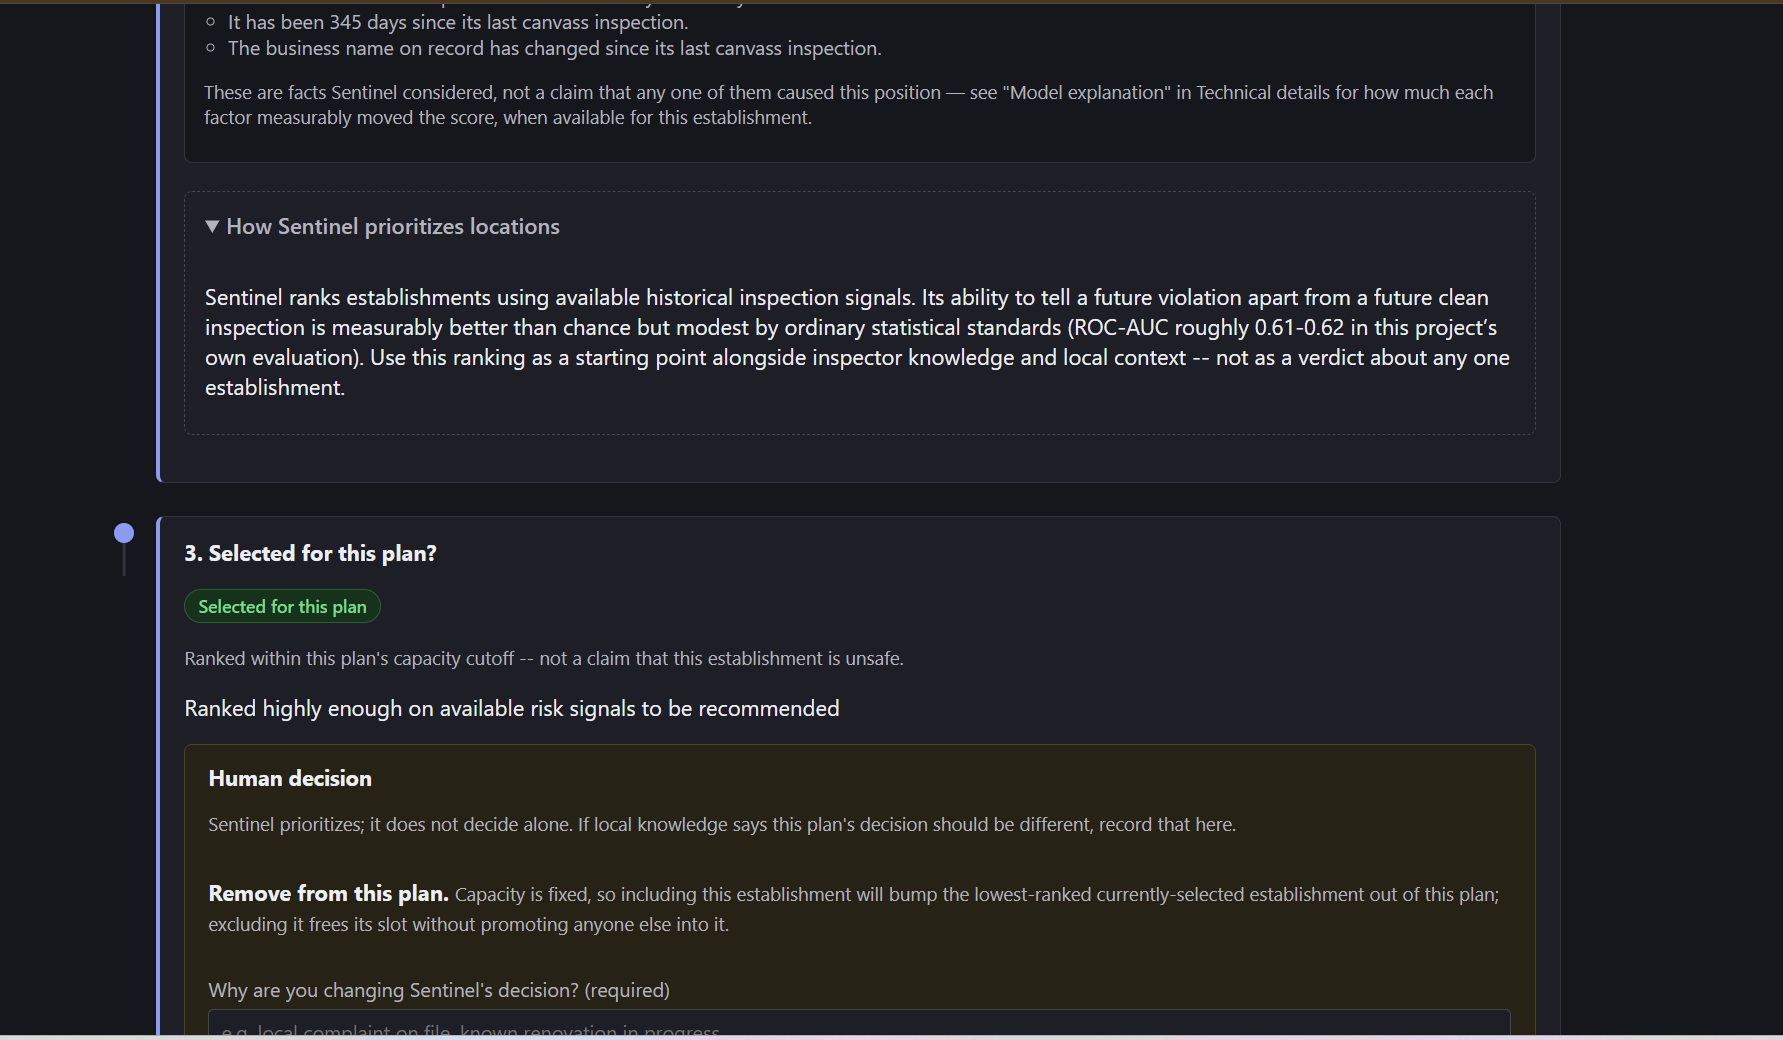 It has been 345 days since its last canvass inspection.
The business name on record has changed since its last canvass inspection.
These are facts Sentinel considered, not a claim that any one of them caused this position — see "Model explanation" in Technical details for how much each
factor measurably moved the score, when available for this establishment.
▼ How Sentinel prioritizes locations
Sentinel ranks establishments using available historical inspection signals. Its ability to tell a future violation apart from a future clean
inspection is measurably better than chance but modest by ordinary statistical standards (ROC-AUC roughly 0.61-0.62 in this project’s
own evaluation). Use this ranking as a starting point alongside inspector knowledge and local context -- not as a verdict about any one
establishment.
3. Selected for this plan?
Selected for this plan
Ranked within this plan's capacity cutoff -- not a claim that this establishment is unsafe.
Ranked highly enough on available risk signals to be recommended
Human decision
Sentinel prioritizes; it does not decide alone. If local knowledge says this plan's decision should be different, record that here.
Remove from this plan. Capacity is fixed, so including this establishment will bump the lowest-ranked currently-selected establishment out of this plan;
excluding it frees its slot without promoting anyone else into it.
Why are you changing Sentinel's decision? (required)
e.g. local complaint on file, known renovation in progress